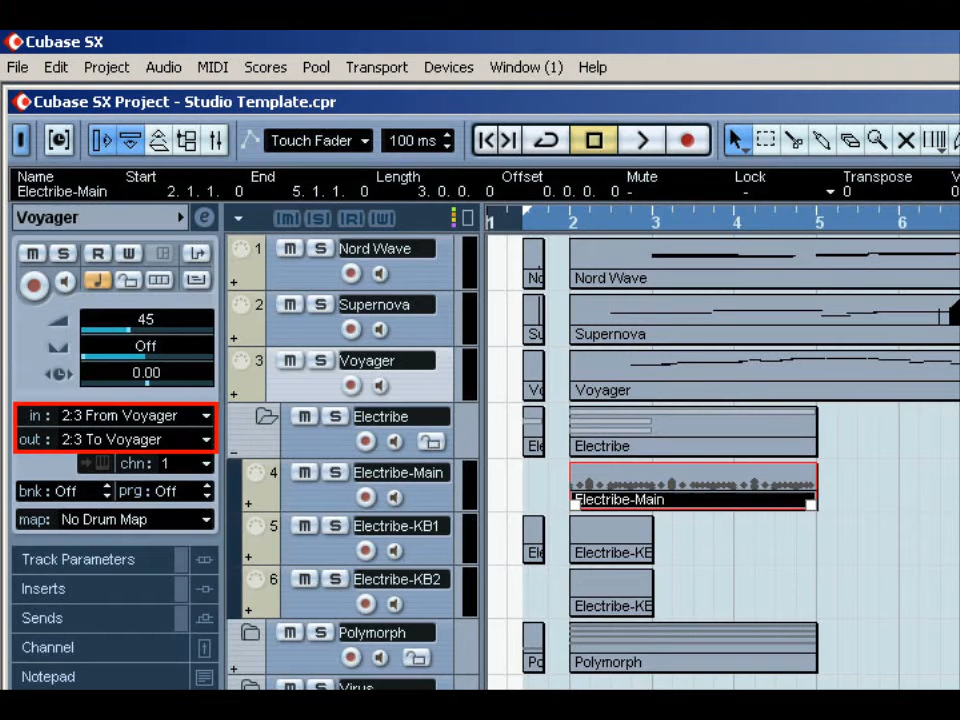 Cubase SX
File Edit Project Audio MIDI Scores Pool Transport Devices Window (1) Help
Cubase SX Project - Studio Template.cpr
Touch Fader 100 ms
Name Start End Length Offset Mute Lock Transpose
Electribe-Main 2. 1. 1. 0 5. 1. 1. 0 3. 0. 0. 0 0. 0. 0. 0 - - 0
Voyager e [m] [S] [R] [W] 1 2 3 4 5 6
m S R W
1 m S Nord Wave
Nord Wave
45
Off
0.00
2 m S Supernova
Supernova
3 m S Voyager
Voyager
in : 2:3 From Voyager
out : 2:3 To Voyager
chn: 1
bnk: Off prg: Off
map: No Drum Map
m S Electribe
Electribe
4 m S Electribe-Main
Electribe-Main
5 m S Electribe-KB1
Electribe-KE
6 m S Electribe-KB2
Electribe-KE
m S Polymorph
Polymorph
m S Virus
Track Parameters
Inserts
Sends
Channel
Notepad